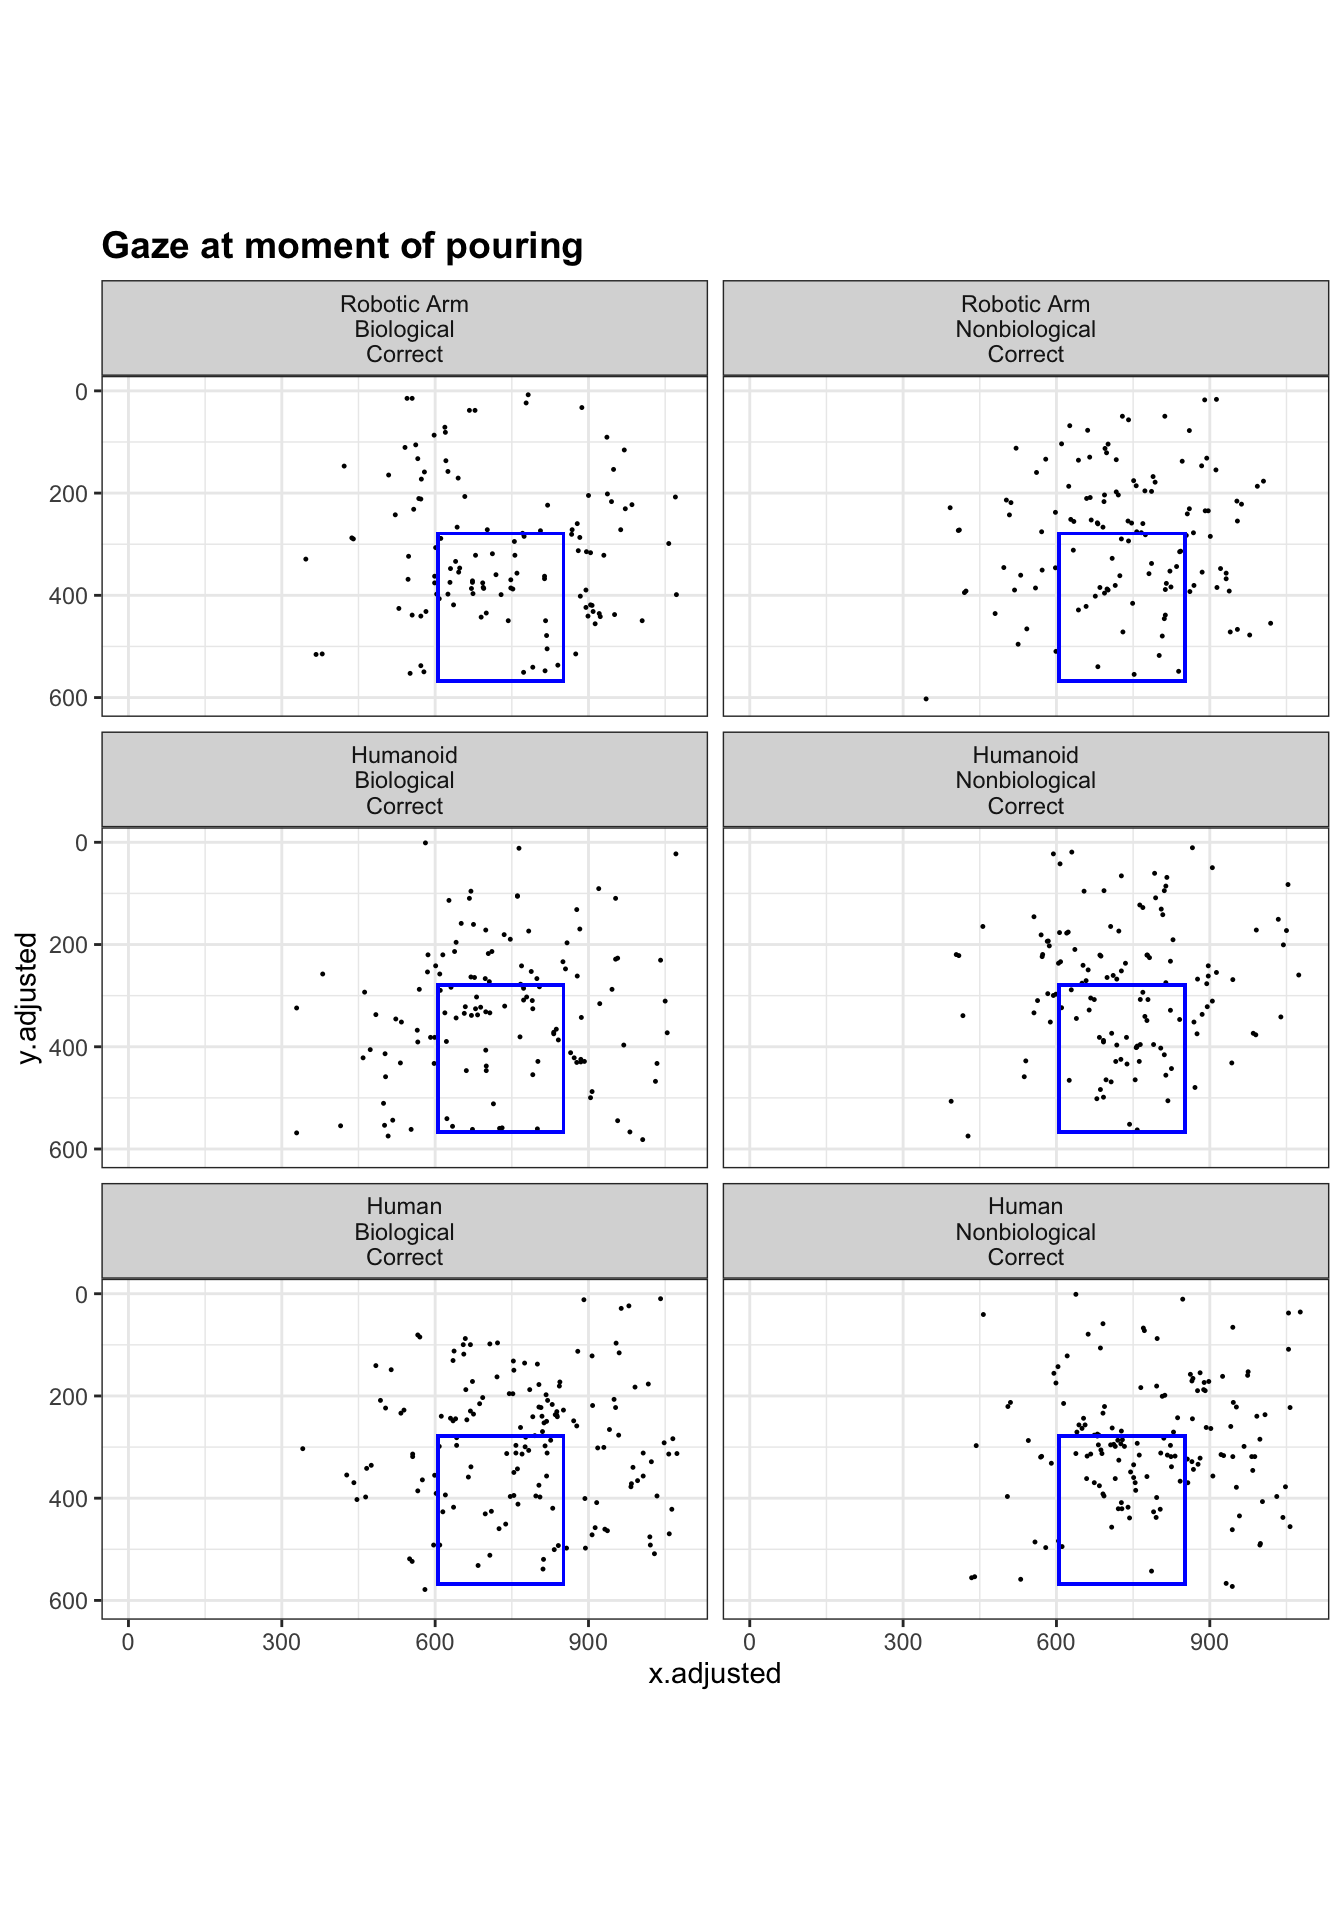 Gaze at moment of pouring
Robotic Arm
Biological
Correct
Robotic Arm
Nonbiological
Correct
0
200
400
600
Humanoid
Biological
Correct
Humanoid
Nonbiological
Correct
0
200
400
600
y.adjusted
Human
Biological
Correct
Human
Nonbiological
Correct
0
200
400
600
0 300 600 900 0 300 600 900
x.adjusted